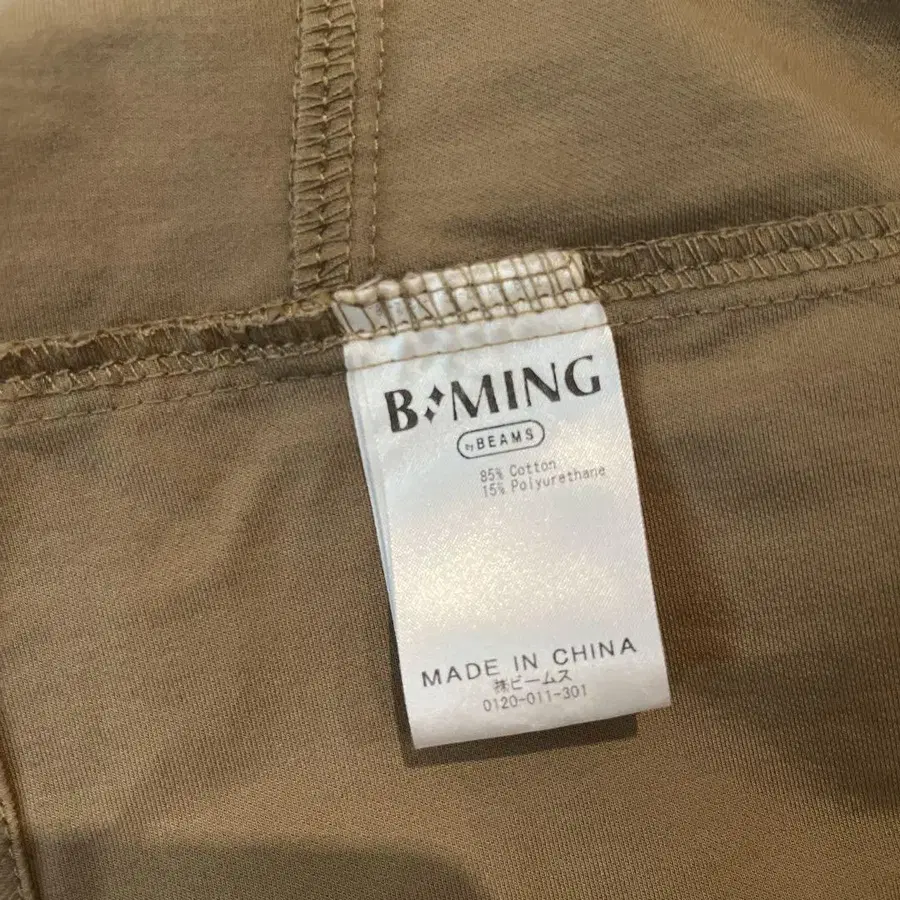 B:MING
by BEAMS
85% Cotton
15% Polyurethane
MADE IN CHINA
㈱ビームス
0120-011-301